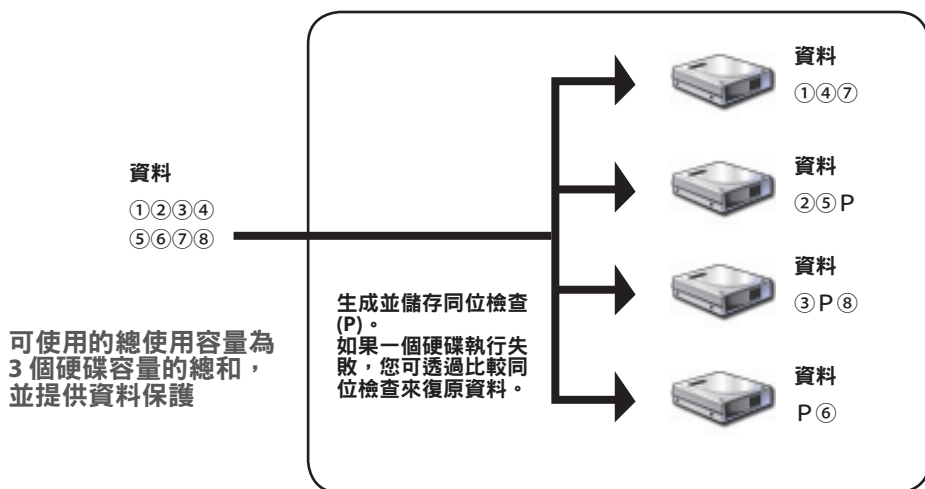 資料
①②③④
⑤⑥⑦⑧
可使用的總使用容量為
3 個硬碟容量的總和，
並提供資料保護
生成並儲存同位檢查
(P)。
如果一個硬碟執行失
敗，您可透過比較同
位檢查來復原資料。
資料
①④⑦
資料
②⑤P
資料
③P⑧
資料
P⑥